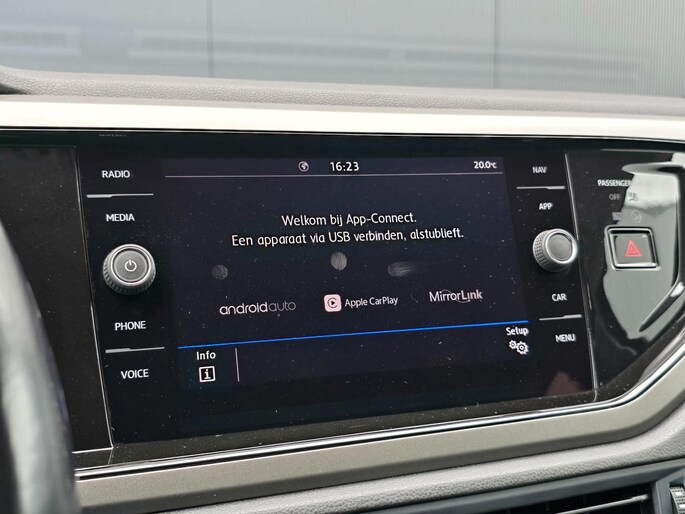 16:23
20.0°C
RADIO
MEDIA
PHONE
VOICE
Welkom bij App-Connect.
Een apparaat via USB verbinden, alstublieft.
androidauto
Apple CarPlay
MirrorLink
Info
Setup
NAV
APP
CAR
MENU
PASSENGER
OFF